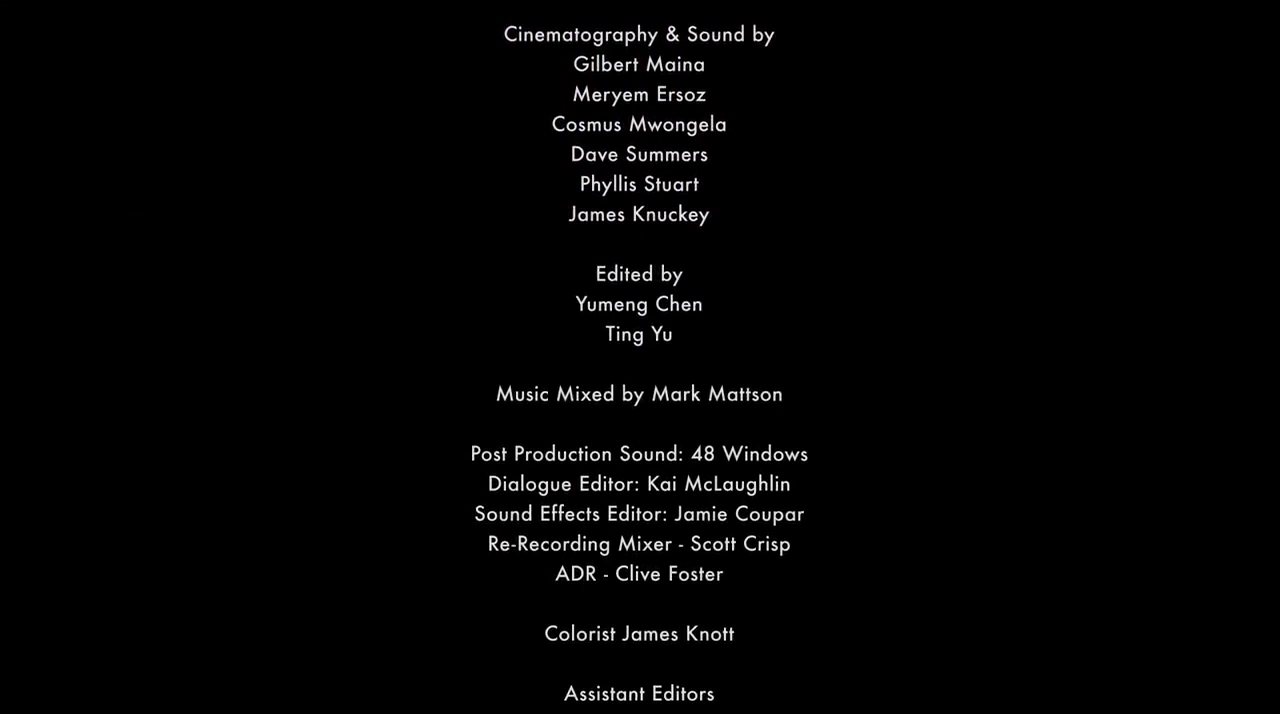 Cinematography & Sound by
Gilbert Maina
Meryem Ersoz
Cosmus Mwongela
Dave Summers
Phyllis Stuart
James Knuckey
Edited by
Yumeng Chen
Ting Yu
Music Mixed by Mark Mattson
Post Production Sound: 48 Windows
Dialogue Editor: Kai McLaughlin
Sound Effects Editor: Jamie Coupar
Re-Recording Mixer - Scott Crisp
ADR - Clive Foster
Colorist James Knott
Assistant Editors